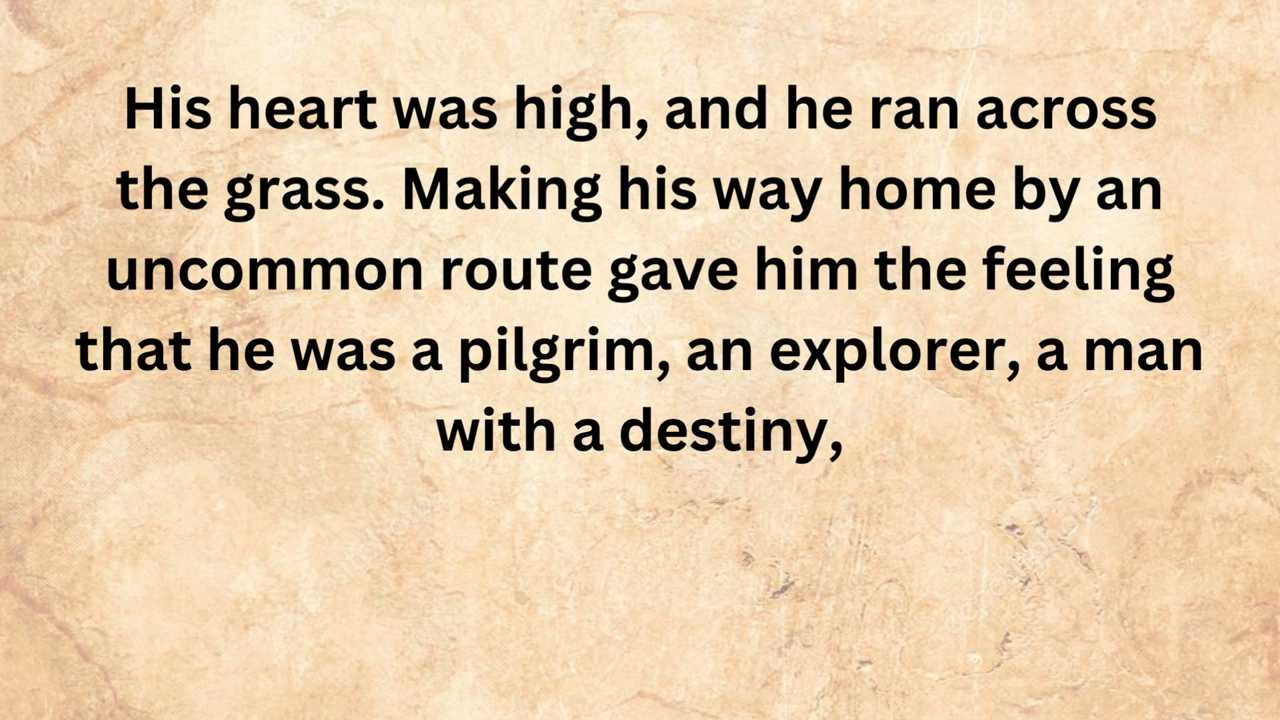 His heart was high, and he ran across
the grass. Making his way home by an
uncommon route gave him the feeling
that he was a pilgrim, an explorer, a man
with a destiny,